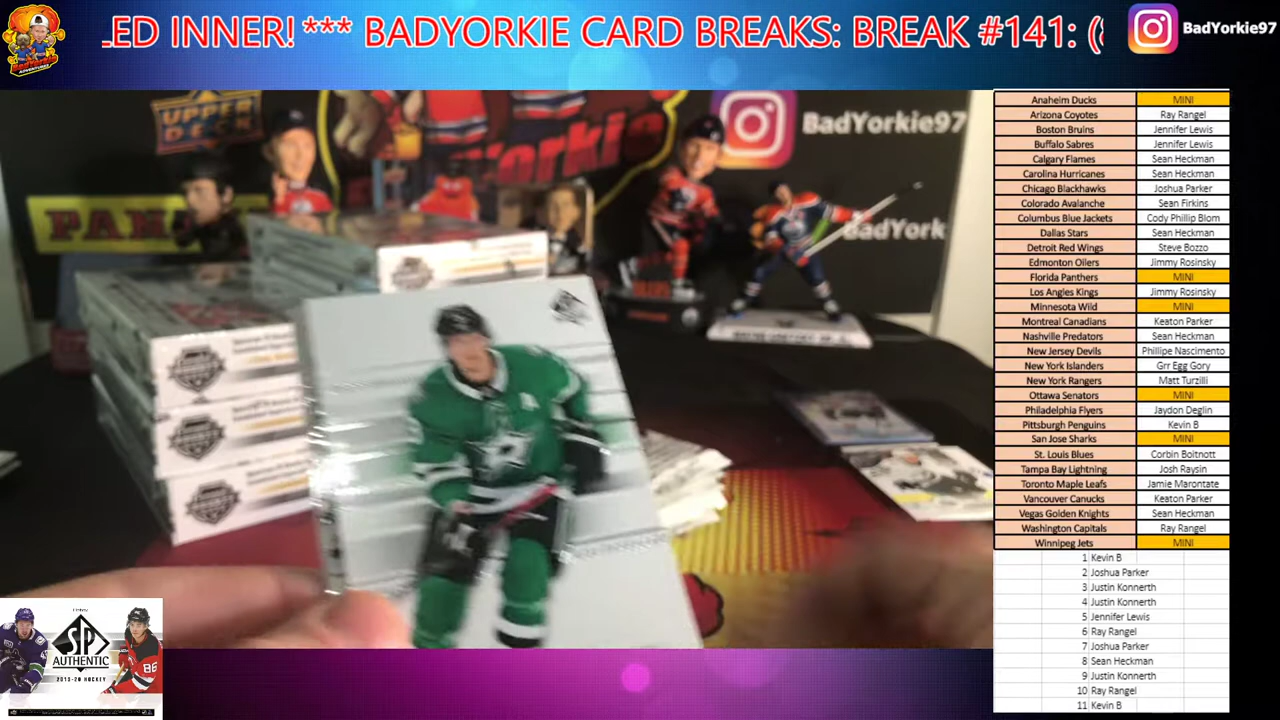 ED INNER! *** BADYORKIE CARD BREAKS: BREAK #141: (
BadYorkie97
UPPER DECK
BadYorkie97
BadYork
Anaheim Ducks MINI
Arizona Coyotes Ray Rangel
Boston Bruins Jennifer Lewis
Buffalo Sabres Jennifer Lewis
Calgary Flames Sean Heckman
Carolina Hurricanes Sean Heckman
Chicago Blackhawks Joshua Parker
Colorado Avalanche Sean Firkins
Columbus Blue Jackets Cody Phillip Blom
Dallas Stars Sean Heckman
Detroit Red Wings Steve Bozzo
Edmonton Oilers Jimmy Rosinsky
Florida Panthers MINI
Los Angles Kings Jimmy Rosinsky
Minnesota Wild MINI
Montreal Canadians Keaton Parker
Nashville Predators Sean Heckman
New Jersey Devils Phillipe Nascimento
New York Islanders Grr Egg Gory
New York Rangers Matt Turzilli
Ottawa Senators MINI
Philadelphia Flyers Jaydon Deglin
Pittsburgh Penguins Kevin B
San Jose Sharks MINI
St. Louis Blues Corbin Boitnott
Tampa Bay Lightning Josh Raysin
Toronto Maple Leafs Jamie Marontate
Vancouver Canucks Keaton Parker
Vegas Golden Knights Sean Heckman
Washington Capitals Ray Rangel
Winnipeg Jets MINI
1 Kevin B
2 Joshua Parker
3 Justin Konnerth
4 Justin Konnerth
5 Jennifer Lewis
6 Ray Rangel
7 Joshua Parker
8 Sean Heckman
9 Justin Konnerth
10 Ray Rangel
11 Kevin B
SP
AUTHENTIC
2019-20 HOCKEY
86